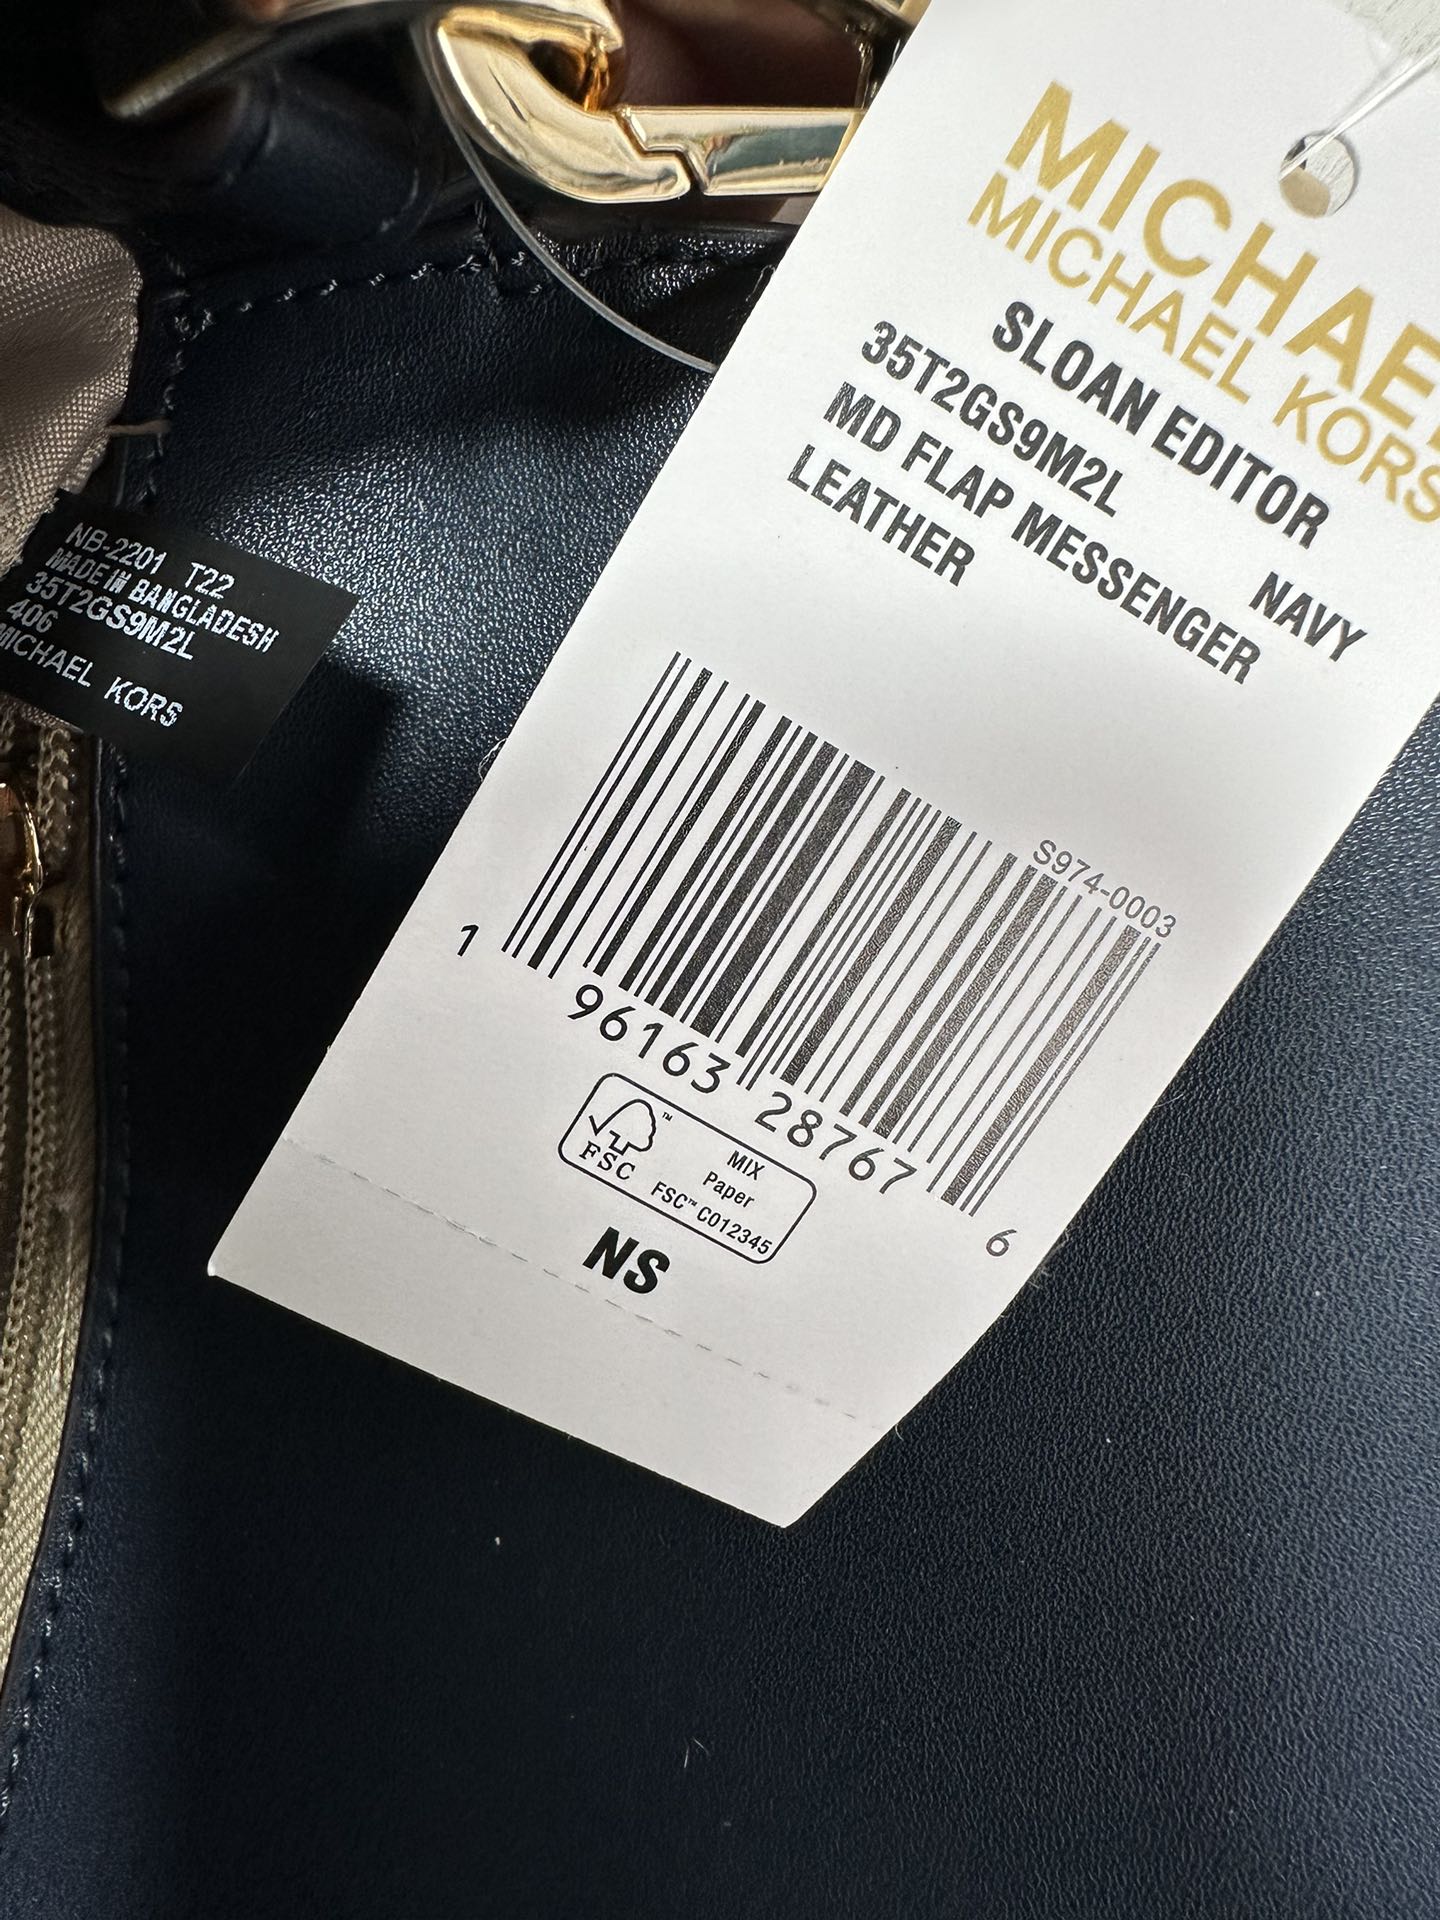 MICHAEL
MICHAEL KORS
SLOAN EDITOR
35T2GS9M2L NAVY
MD FLAP MESSENGER
LEATHER
S974-0003
1 96163 28767 6
FSC
MIX
Paper
FSC™ C012345
NS
NB-2201 T22
MADE IN BANGLADESH
35T2GS9M2L
406
MICHAEL KORS